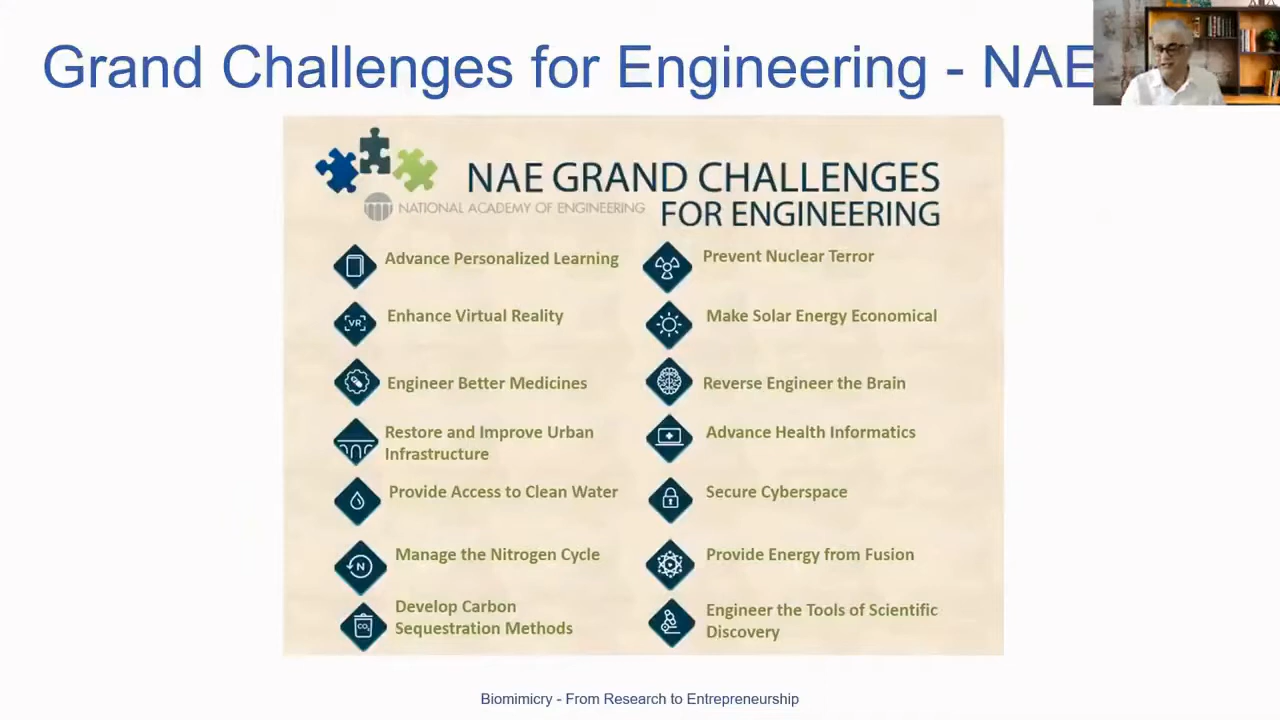 Grand Challenges for Engineering - NAE
NAE GRAND CHALLENGES
NATIONAL ACADEMY OF ENGINEERING
FOR ENGINEERING
Advance Personalized Learning
Prevent Nuclear Terror
VR
Enhance Virtual Reality
Make Solar Energy Economical
Engineer Better Medicines
Reverse Engineer the Brain
Restore and Improve Urban
Infrastructure
Advance Health Informatics
Provide Access to Clean Water
Secure Cyberspace
N
Manage the Nitrogen Cycle
Provide Energy from Fusion
CO₂
Develop Carbon
Sequestration Methods
Engineer the Tools of Scientific
Discovery
Biomimicry - From Research to Entrepreneurship